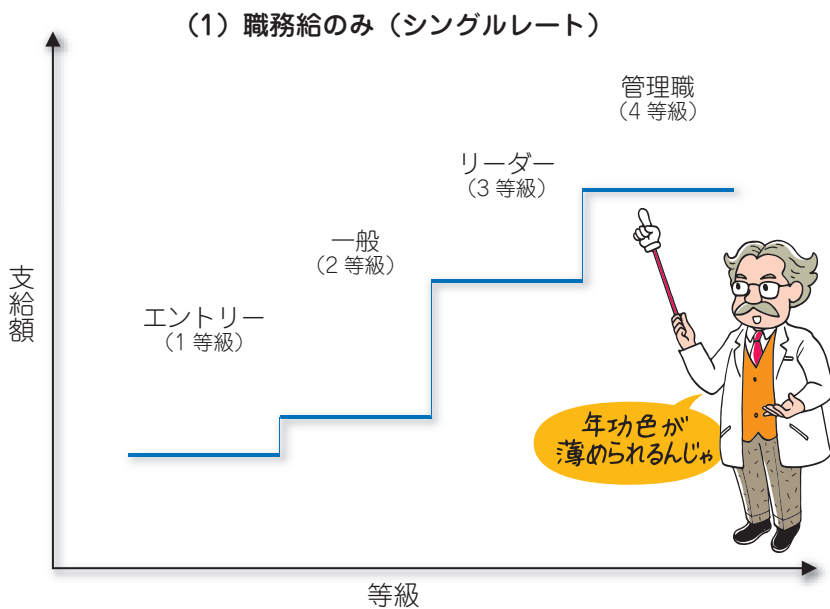 (1) 職務給のみ（シングルレート）
管理職
（4 等級）
リーダー
（3 等級）
一般
（2 等級）
エントリー
（1 等級）
支給額
年功色が
薄められるんじゃ
等級